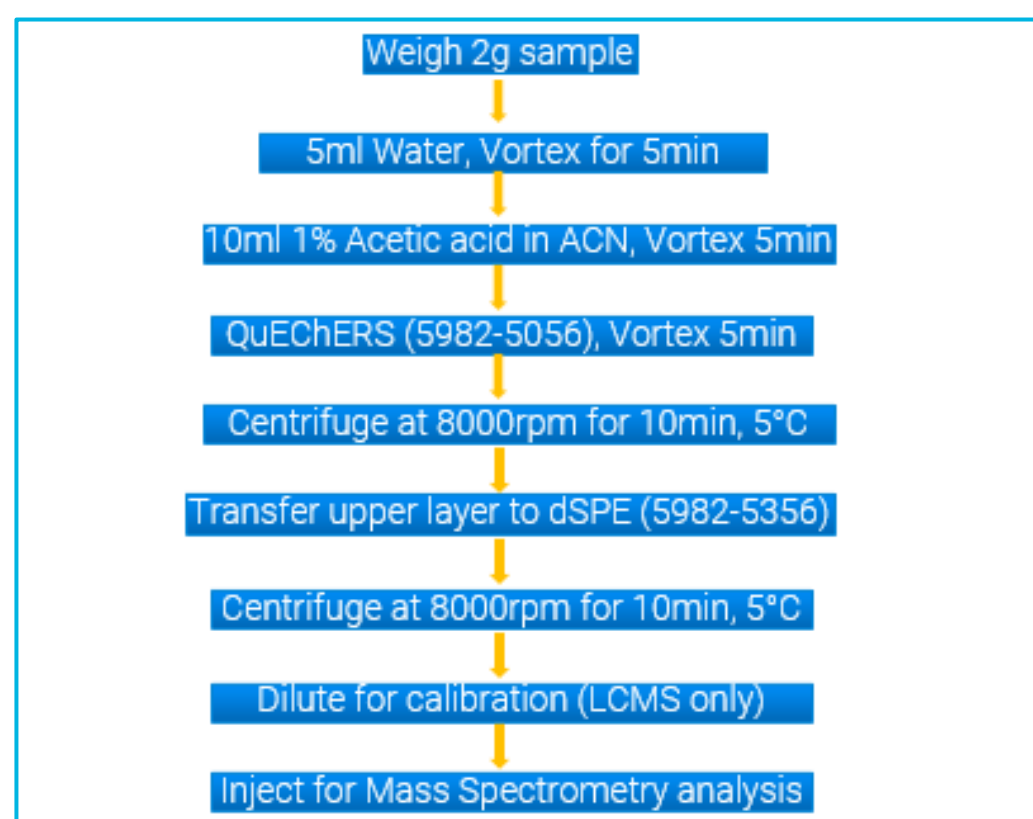 Weigh 2g sample
5ml Water, Vortex for 5min
10ml 1% Acetic acid in ACN, Vortex 5min
QuEChERS (5982-5056), Vortex 5min
Centrifuge at 8000rpm for 10min, 5°C
Transfer upper layer to dSPE (5982-5356)
Centrifuge at 8000rpm for 10min, 5°C
Dilute for calibration (LCMS only)
Inject for Mass Spectrometry analysis